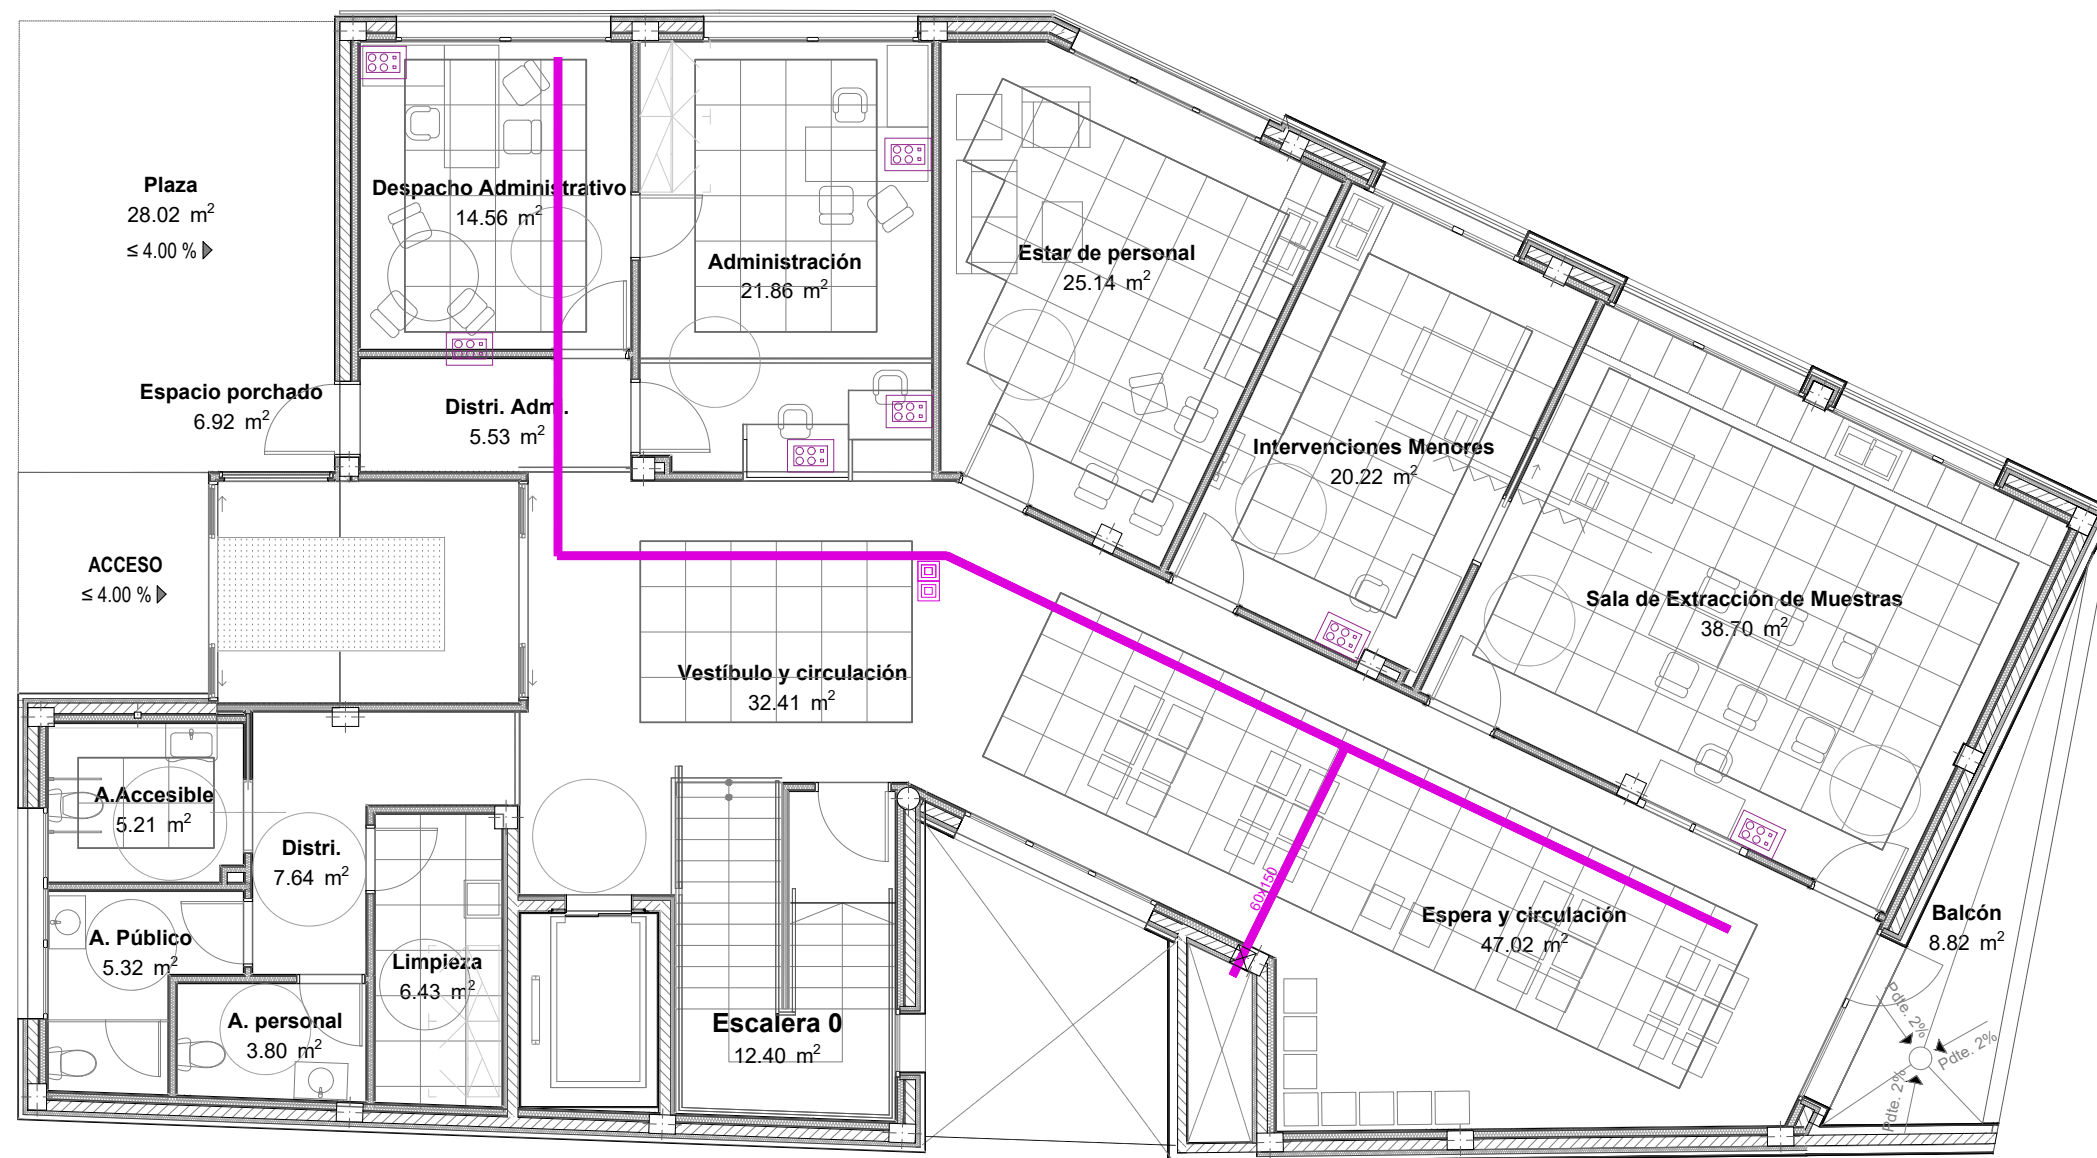 Plaza
28.02 m²
≤ 4.00 %
Despacho Administrativo
14.56 m²
Administración
21.86 m²
Estar de personal
25.14 m²
Espacio porchado
6.92 m²
Distri. Adm.
5.53 m²
Intervenciones Menores
20.22 m²
ACCESO
≤ 4.00 %
Sala de Extracción de Muestras
38.70 m²
Vestíbulo y circulación
32.41 m²
A.Accesible
5.21 m²
Distri.
7.64 m²
60x150
Espera y circulación
47.02 m²
Balcón
8.82 m²
A. Público
5.32 m²
Limpieza
6.43 m²
A. personal
3.80 m²
Escalera 0
12.40 m²
Pdte. 2%
Pdte. 2%
Pdte. 2%